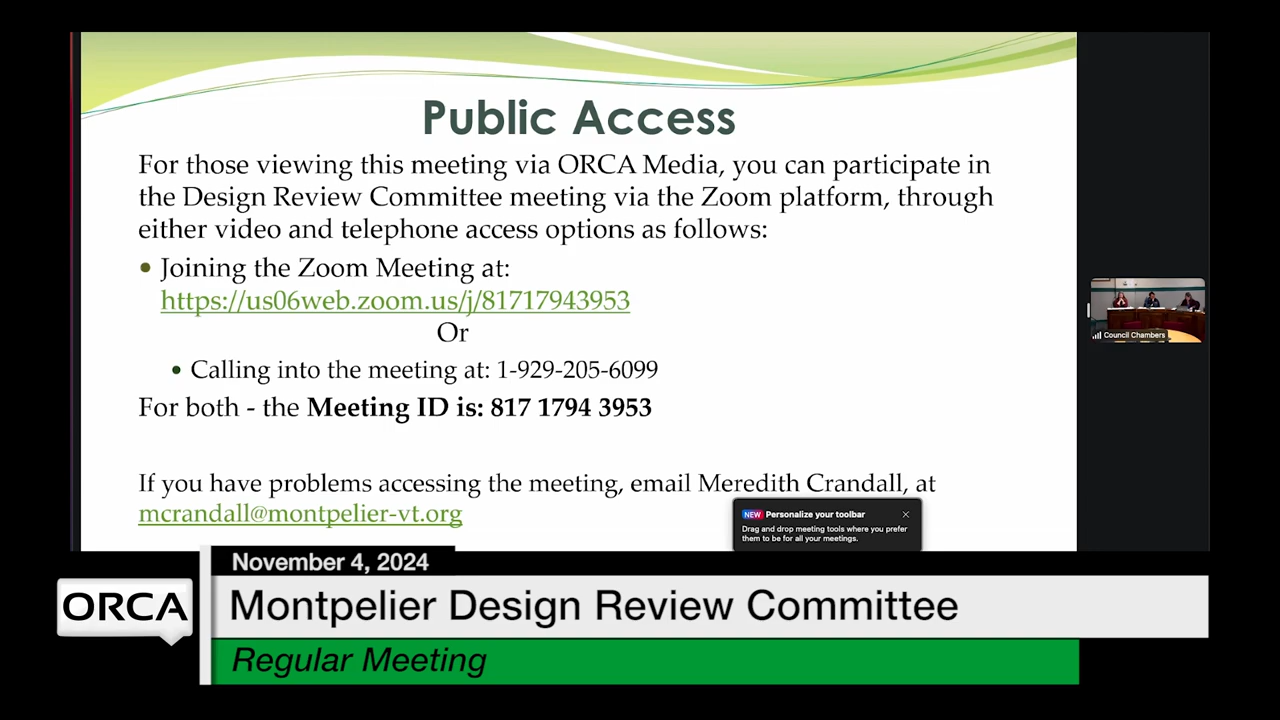 Public Access
For those viewing this meeting via ORCA Media, you can participate in
the Design Review Committee meeting via the Zoom platform, through
either video and telephone access options as follows:
• Joining the Zoom Meeting at:
https://us06web.zoom.us/j/81717943953
Or
• Calling into the meeting at: 1-929-205-6099
For both - the Meeting ID is: 817 1794 3953
If you have problems accessing the meeting, email Meredith Crandall, at
mcrandall@montpelier-vt.org
Council Chambers
NEW Personalize your toolbar
Drag and drop meeting tools where you prefer
them to be for all your meetings.
November 4, 2024
ORCA
Montpelier Design Review Committee
Regular Meeting